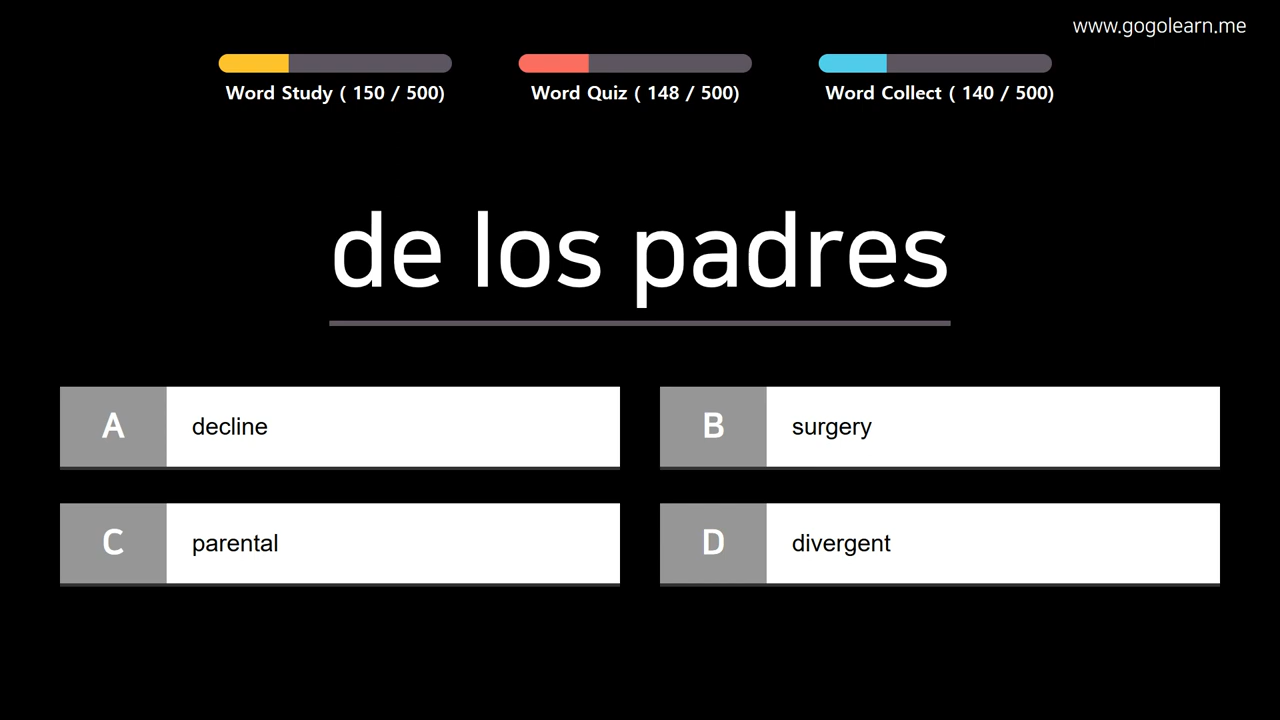 www.gogolearn.me
Word Study ( 150 / 500)
Word Quiz ( 148 / 500)
Word Collect ( 140 / 500)
de los padres
A decline
B surgery
C parental
D divergent